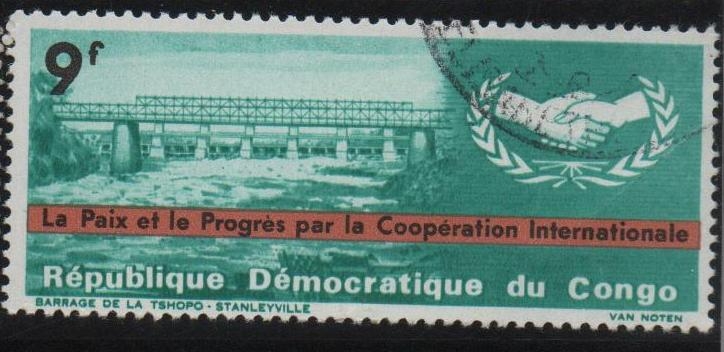 9f
La Paix et le Progrès par la Coopération Internationale
République Démocratique du Congo
BARRAGE DE LA TSHOPO - STANLEYVILLE
VAN NOTEN